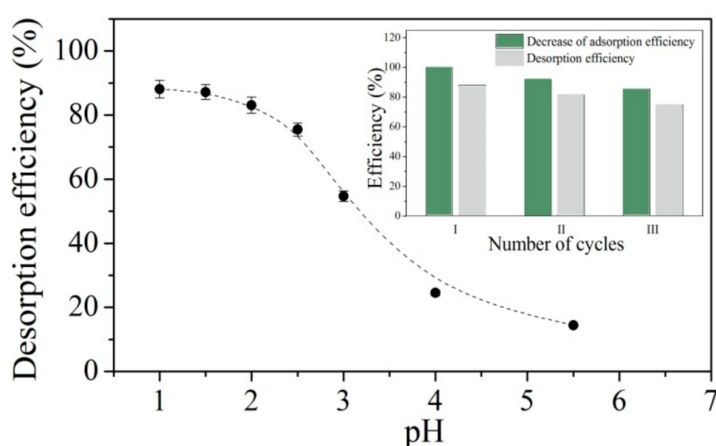 Desorption efficiency (%)
100
80
60
40
20
0
1 2 3 4 5 6 7
pH
Efficiency (%)
120
100
80
60
40
20
0
Decrease of adsorption efficiency
Desorption efficiency
I II III
Number of cycles